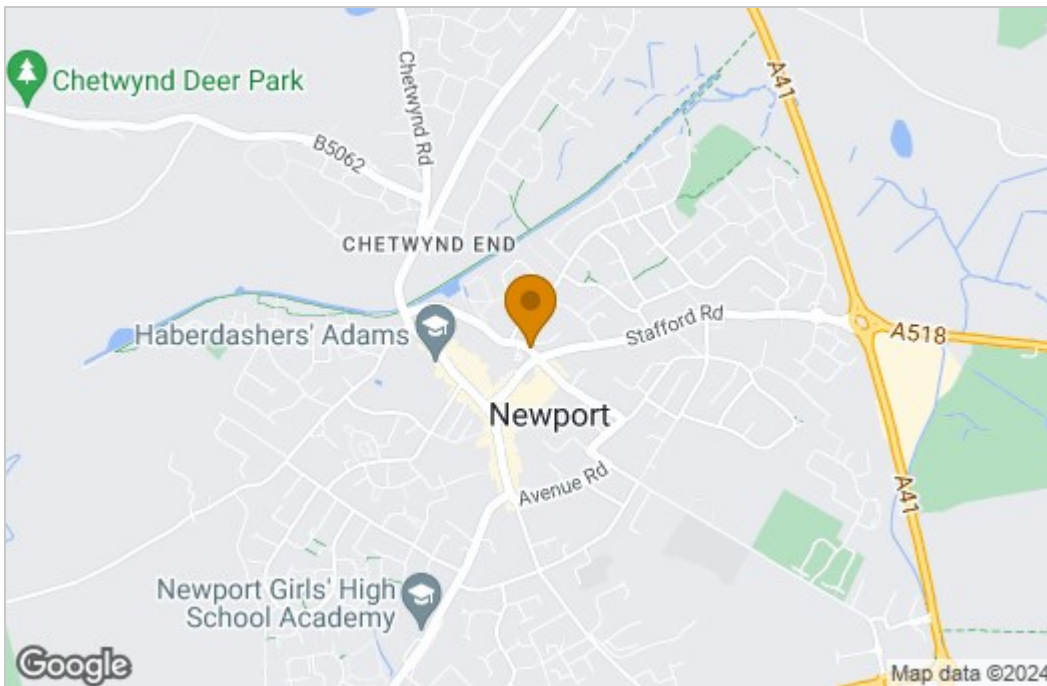 A41
Chetwynd Deer Park
Chetwynd Rd
B5062
CHETWYND END
Haberdashers' Adams
Stafford Rd
A518
Newport
Avenue Rd
A41
Newport Girls' High
School Academy
Google
Map data ©2024